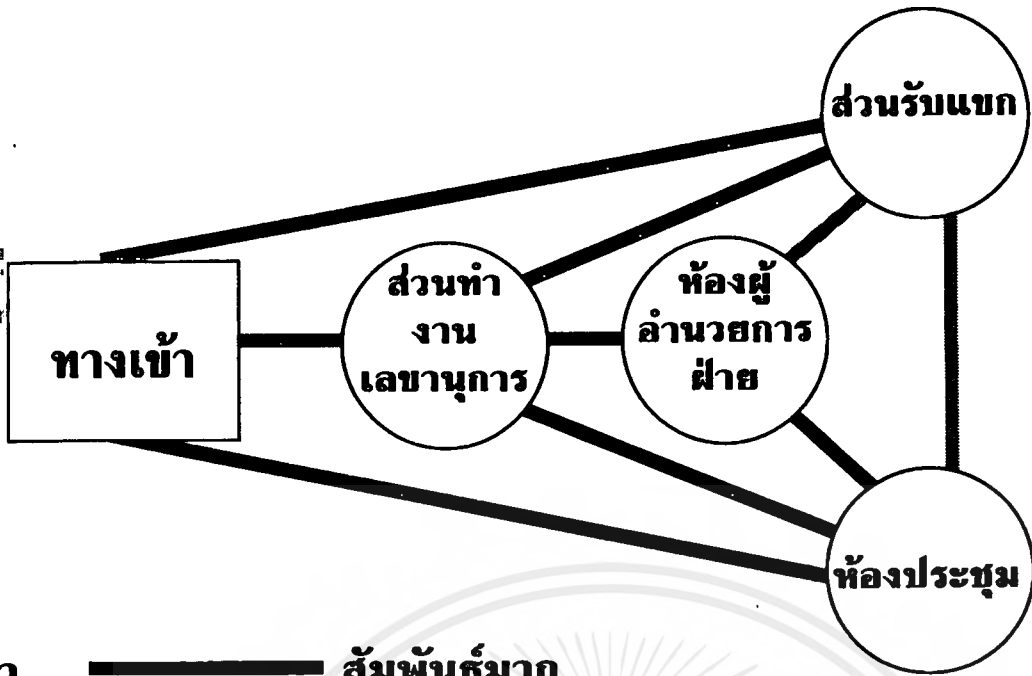 ส่วนรับแขก
ส่วนทำ
งาน
เลขานุการ
ห้องผู้
อำนวยการ
ฝ่าย
ทางเข้า
ห้องประชุม
สัมพันธ์มาก